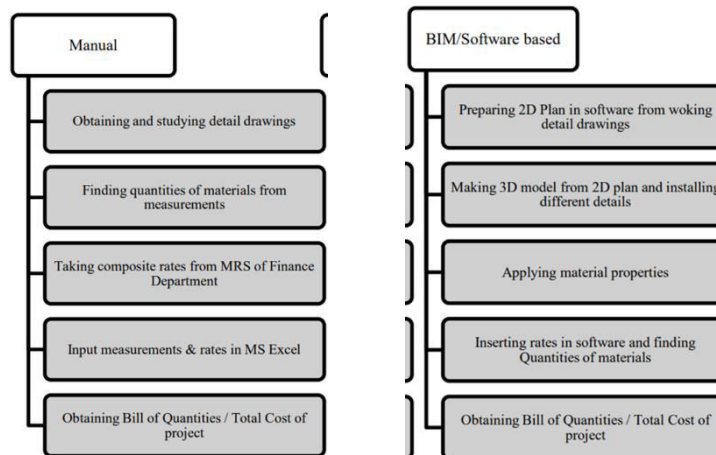 Manual
Obtaining and studying detail drawings
Finding quantities of materials from
measurements
Taking composite rates from MRS of Finance
Department
Input measurements & rates in MS Excel
Obtaining Bill of Quantities / Total Cost of
project
BIM/Software based
Preparing 2D Plan in software from woking
detail drawings
Making 3D model from 2D plan and installing
different details
Applying material properties
Inserting rates in software and finding
Quantities of materials
Obtaining Bill of Quantities / Total Cost of
project